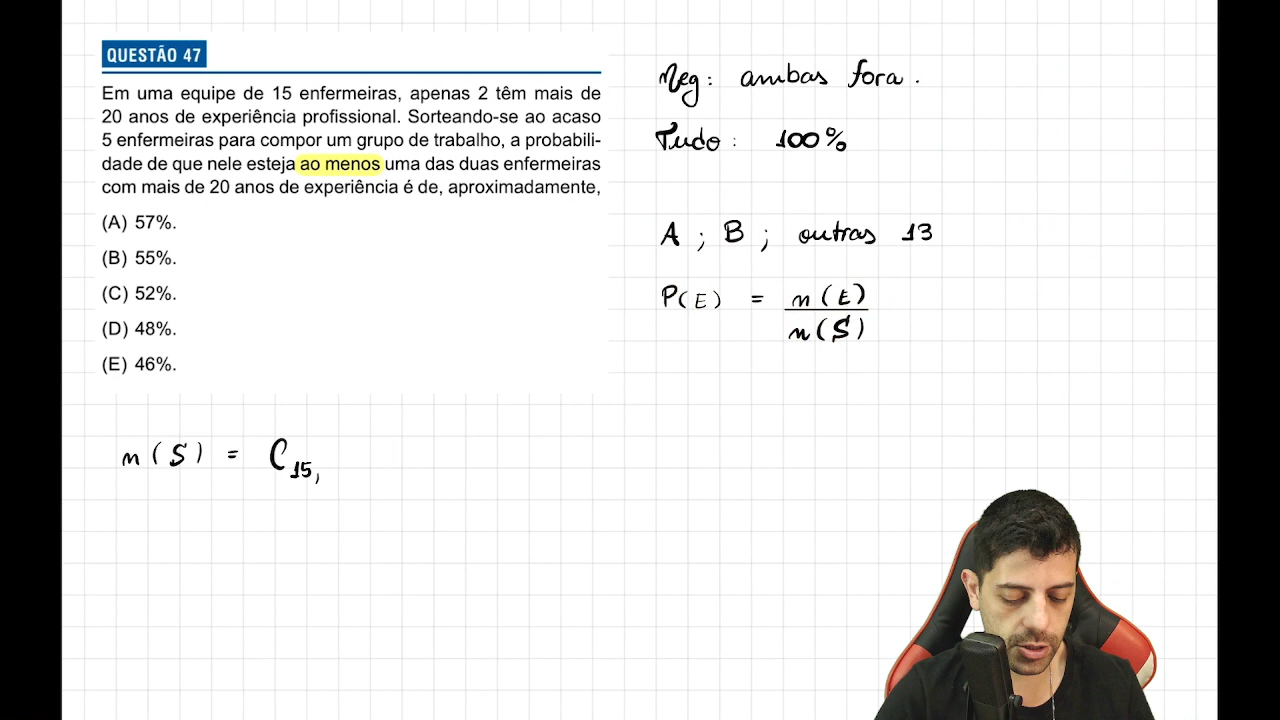 QUESTÃO 47
Em uma equipe de 15 enfermeiras, apenas 2 têm mais de
20 anos de experiência profissional. Sorteando-se ao acaso
5 enfermeiras para compor um grupo de trabalho, a probabili-
dade de que nele esteja ao menos uma das duas enfermeiras
com mais de 20 anos de experiência é de, aproximadamente,
(A) 57%.
(B) 55%.
(C) 52%.
(D) 48%.
(E) 46%.
Neg: ambas fora.
Tudo: 100%
A ; B ; outras 13
P(E) = n(E)
n(S)
n(S) = C15,